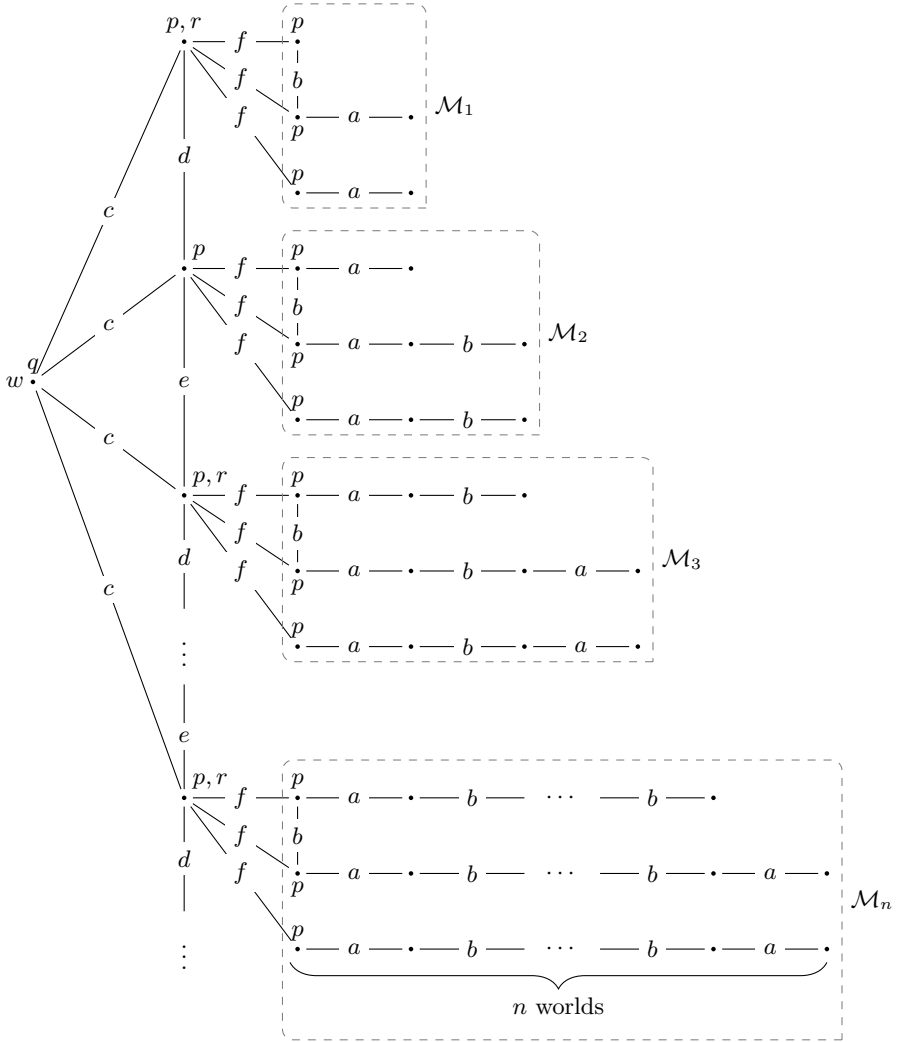 p, r f p
f b
f p a M₁
p a
d
c
p f p a
f b
f p a b M₂
c p a b
q
w
e
c
p, r f p a b
f b
f p a b a M₃
d p a b a
c
⋮
e
p, r f p a b ⋯ b
f b
f p a b ⋯ b a Mₙ
d p a b ⋯ b a
⋮
n worlds